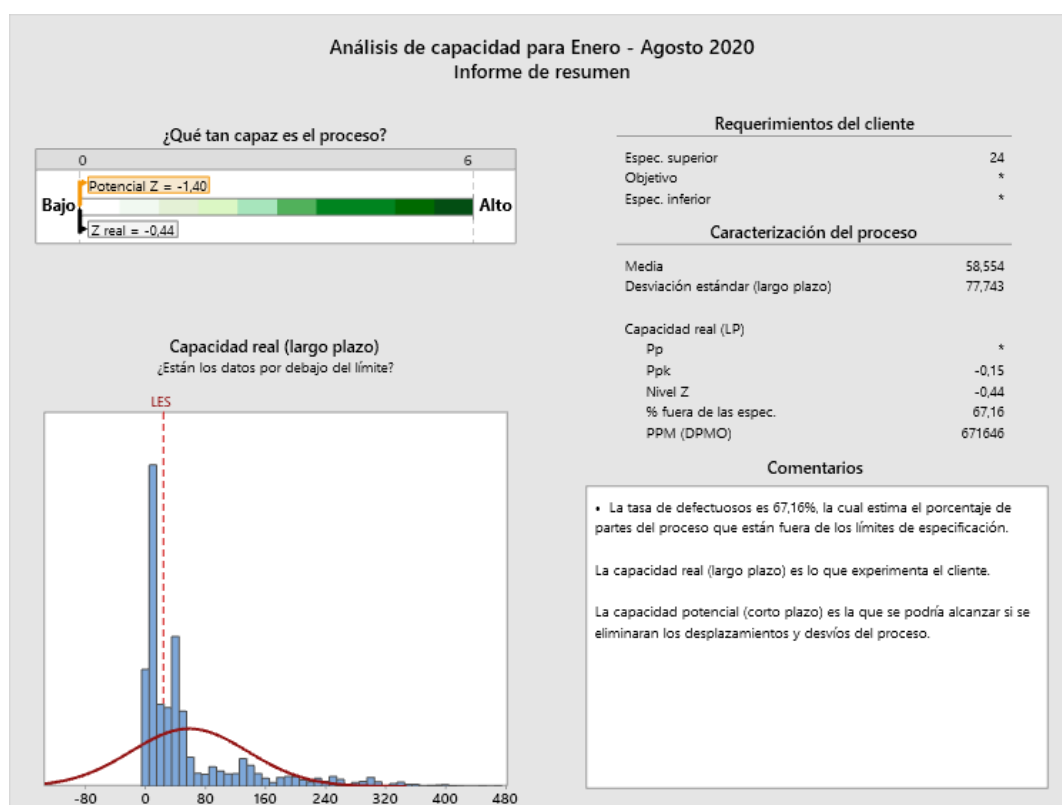 Análisis de capacidad para Enero - Agosto 2020
Informe de resumen
¿Qué tan capaz es el proceso?
0 6
Potencial Z = -1,40
Bajo Alto
Z real = -0,44
Requerimientos del cliente
Espec. superior 24
Objetivo *
Espec. inferior *
Caracterización del proceso
Media 58,554
Desviación estándar (largo plazo) 77,743
Capacidad real (LP)
Pp *
Ppk -0,15
Nivel Z -0,44
% fuera de las espec. 67,16
PPM (DPMO) 671646
Capacidad real (largo plazo)
¿Están los datos por debajo del límite?
LES
-80 0 80 160 240 320 400 480
Comentarios
• La tasa de defectuosos es 67,16%, la cual estima el porcentaje de
partes del proceso que están fuera de los límites de especificación.
La capacidad real (largo plazo) es lo que experimenta el cliente.
La capacidad potencial (corto plazo) es la que se podría alcanzar si se
eliminaran los desplazamientos y desvíos del proceso.